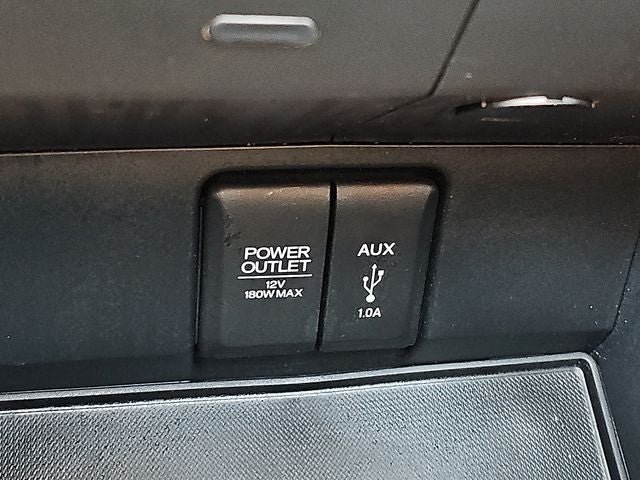 POWER
OUTLET
12V
180W MAX
AUX
1.0A